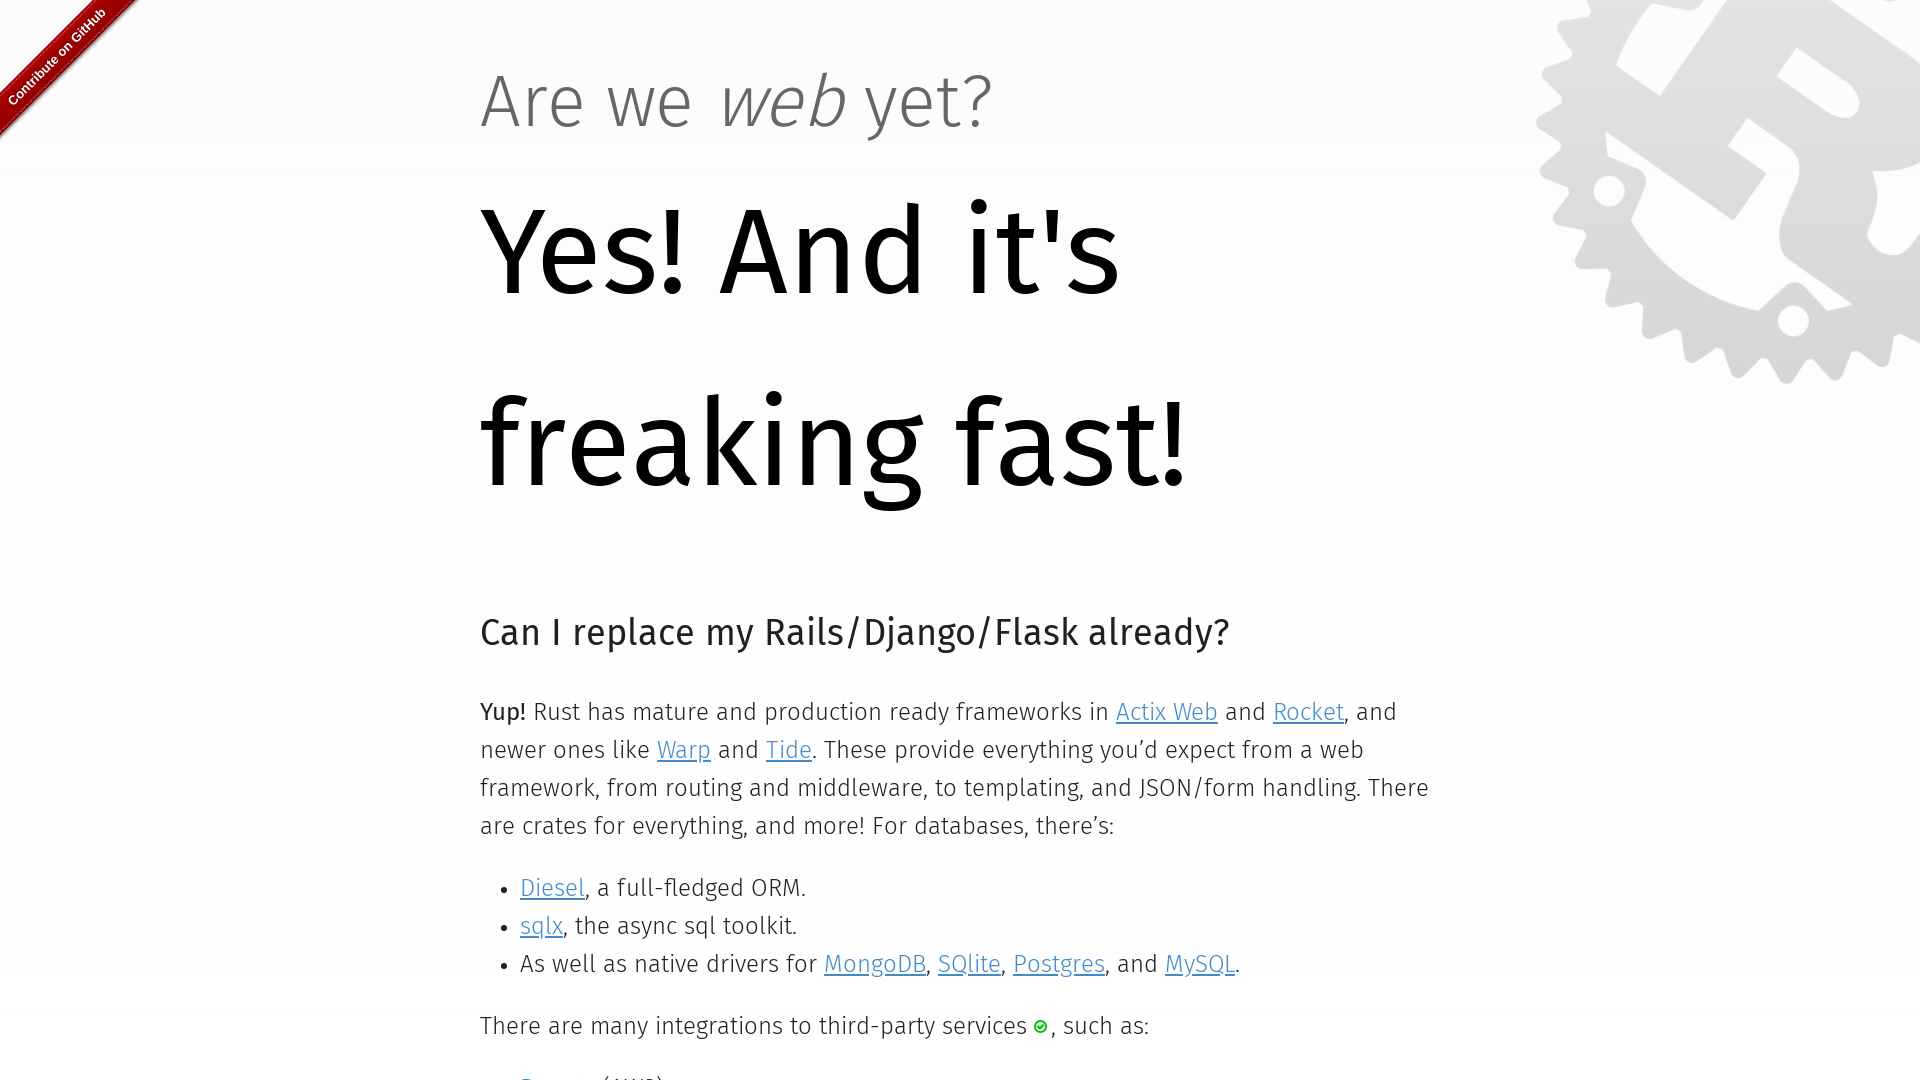 Contribute on GitHub
Are we web yet?
Yes! And it's
freaking fast!
Can I replace my Rails/Django/Flask already?
Yup! Rust has mature and production ready frameworks in Actix Web and Rocket, and
newer ones like Warp and Tide. These provide everything you’d expect from a web
framework, from routing and middleware, to templating, and JSON/form handling. There
are crates for everything, and more! For databases, there’s:
• Diesel, a full-fledged ORM.
• sqlx, the async sql toolkit.
• As well as native drivers for MongoDB, SQlite, Postgres, and MySQL.
There are many integrations to third-party services , such as: